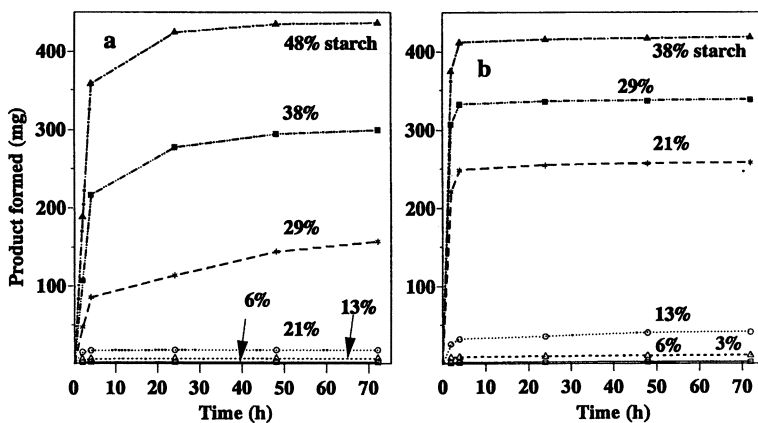 a
48% starch
38%
29%
6%
13%
21%
400
300
200
100
0 10 20 30 40 50 60 70
Time (h)
Product formed (mg)
b
38% starch
29%
21%
13%
6% 3%
400
300
200
100
0 10 20 30 40 50 60 70
Time (h)